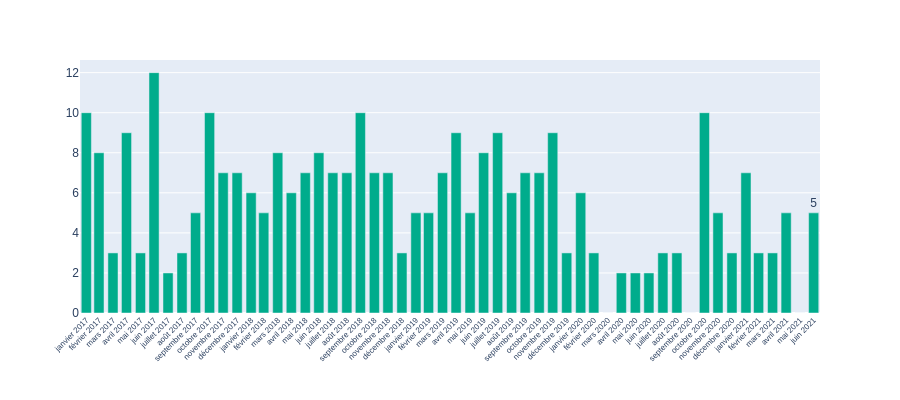 12
10
8
6
4
2
0
5
janvier 2017
février 2017
mars 2017
avril 2017
mai 2017
juin 2017
juillet 2017
août 2017
septembre 2017
octobre 2017
novembre 2017
décembre 2017
janvier 2018
février 2018
mars 2018
avril 2018
mai 2018
juin 2018
juillet 2018
août 2018
septembre 2018
octobre 2018
novembre 2018
décembre 2018
janvier 2019
février 2019
mars 2019
avril 2019
mai 2019
juin 2019
juillet 2019
août 2019
septembre 2019
octobre 2019
novembre 2019
décembre 2019
janvier 2020
février 2020
mars 2020
avril 2020
mai 2020
juin 2020
juillet 2020
août 2020
septembre 2020
octobre 2020
novembre 2020
décembre 2020
janvier 2021
février 2021
mars 2021
avril 2021
mai 2021
juin 2021